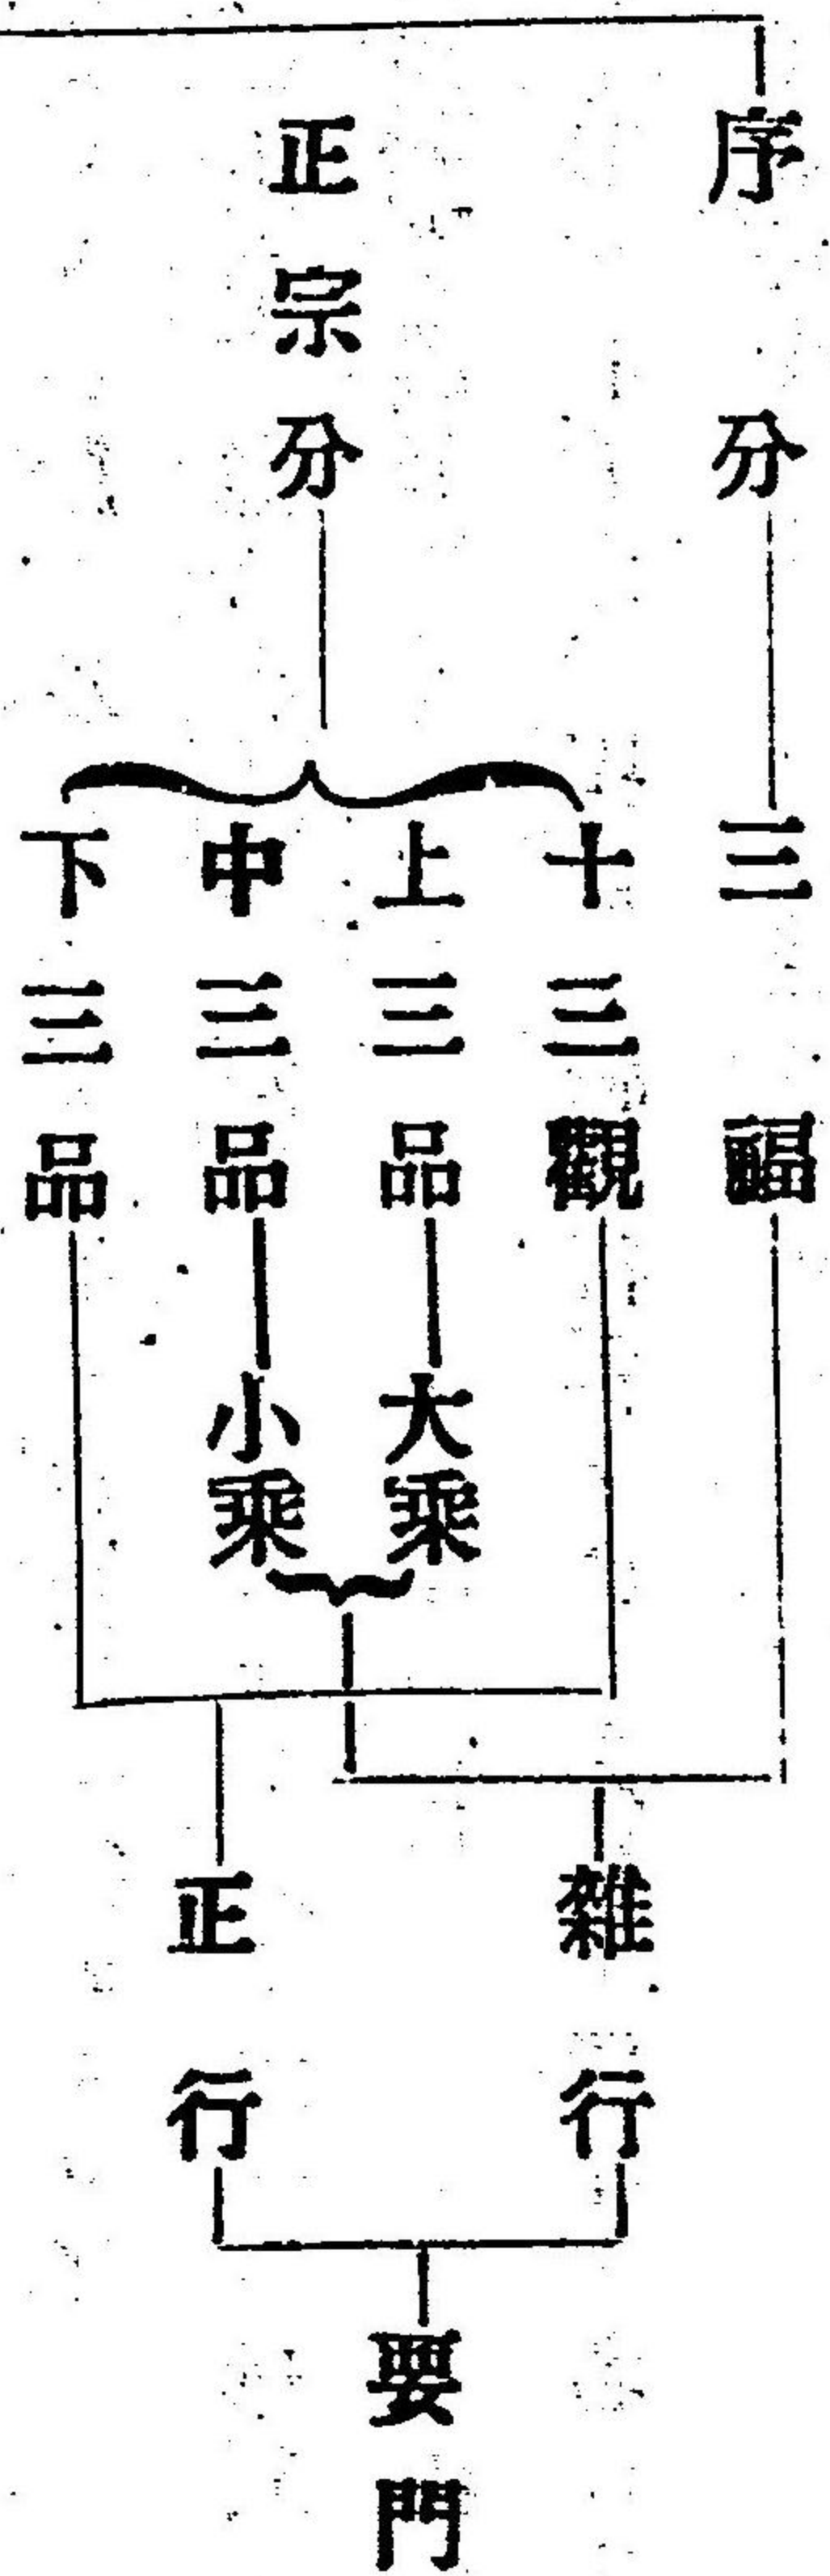 序分
三福
正宗分
十三觀
上三品
大乘
中三品
小乘
下三品
雜行
正行
要門